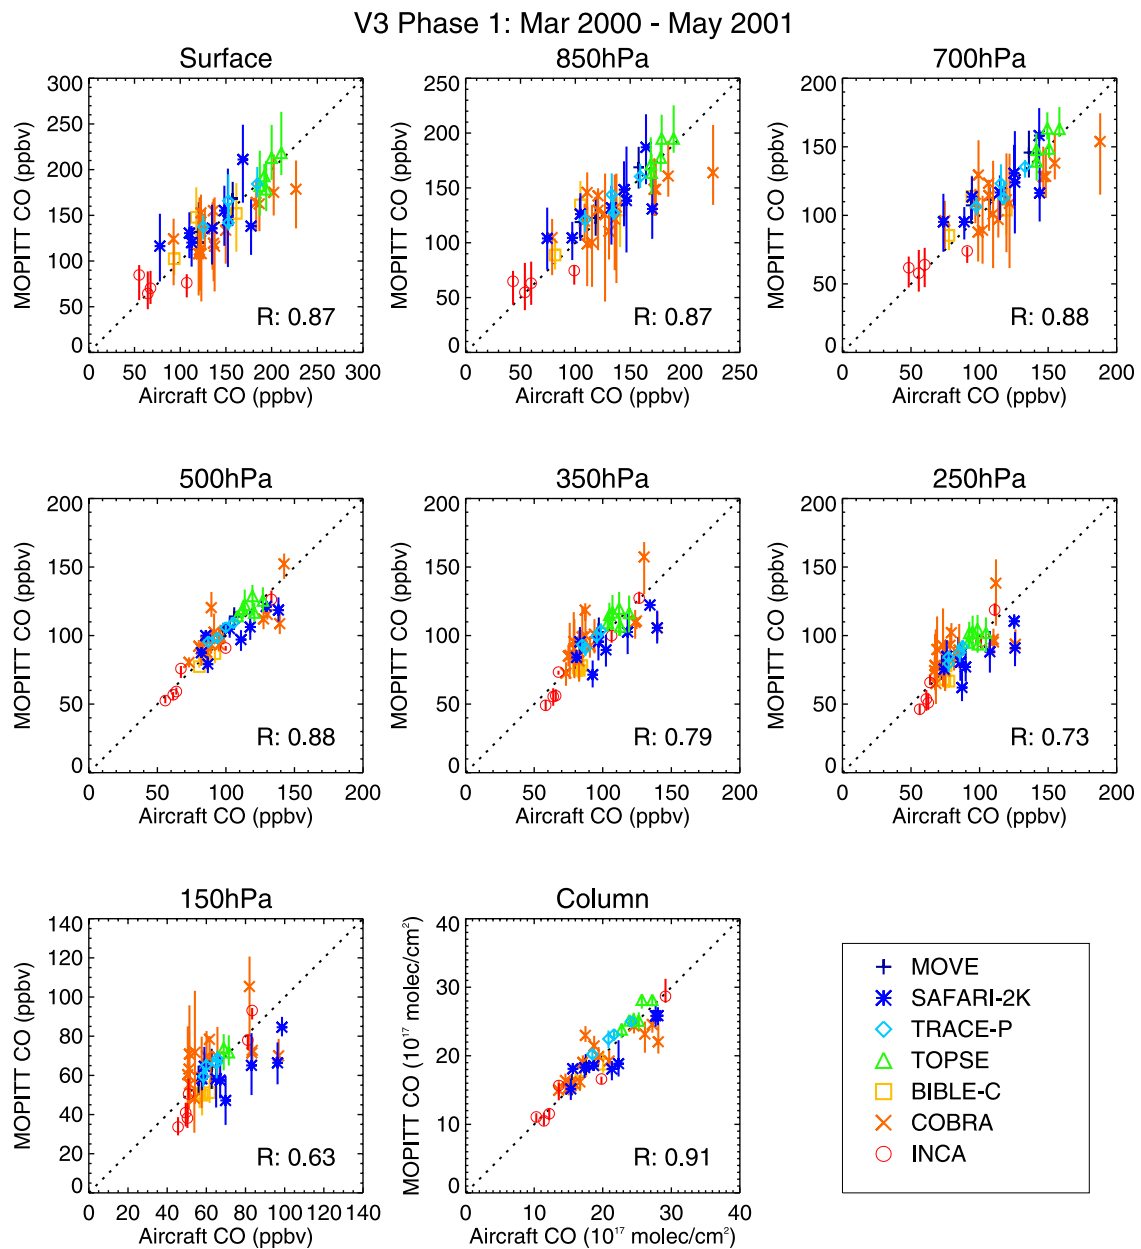 V3 Phase 1: Mar 2000 - May 2001
Surface
MOPITT CO (ppbv)
300
250
200
150
100
50
0
R: 0.87
0 50 100 150 200 250 300
Aircraft CO (ppbv)
850hPa
MOPITT CO (ppbv)
250
200
150
100
50
0
R: 0.87
0 50 100 150 200 250
Aircraft CO (ppbv)
700hPa
MOPITT CO (ppbv)
200
150
100
50
0
R: 0.88
0 50 100 150 200
Aircraft CO (ppbv)
500hPa
MOPITT CO (ppbv)
200
150
100
50
0
R: 0.88
0 50 100 150 200
Aircraft CO (ppbv)
350hPa
MOPITT CO (ppbv)
200
150
100
50
0
R: 0.79
0 50 100 150 200
Aircraft CO (ppbv)
250hPa
MOPITT CO (ppbv)
200
150
100
50
0
R: 0.73
0 50 100 150 200
Aircraft CO (ppbv)
150hPa
MOPITT CO (ppbv)
140
120
100
80
60
40
20
0
R: 0.63
0 20 40 60 80 100 120 140
Aircraft CO (ppbv)
Column
MOPITT CO (10¹⁷ molec/cm²)
40
30
20
10
0
R: 0.91
0 10 20 30 40
Aircraft CO (10¹⁷ molec/cm²)
MOVE
SAFARI-2K
TRACE-P
TOPSE
BIBLE-C
COBRA
INCA